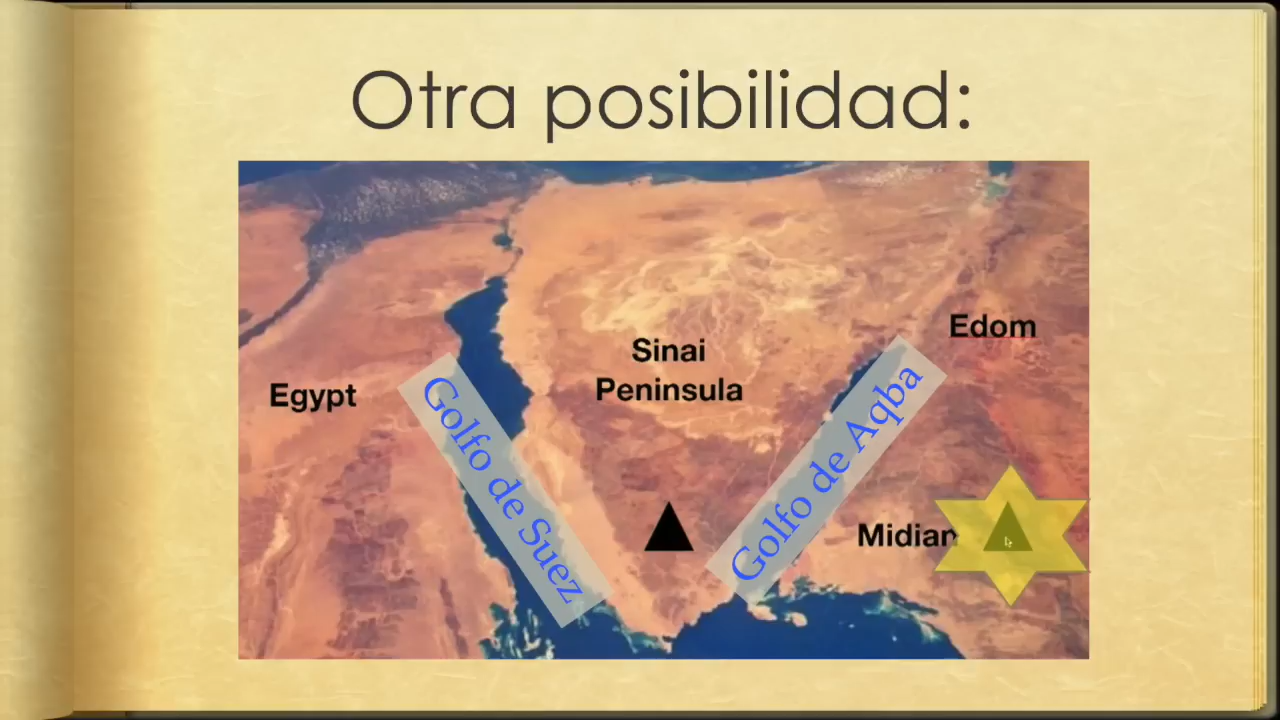 Otra posibilidad:
Edom
Sinai
Peninsula
Egypt
Golfo de Suez
Golfo de Aqba
Midian